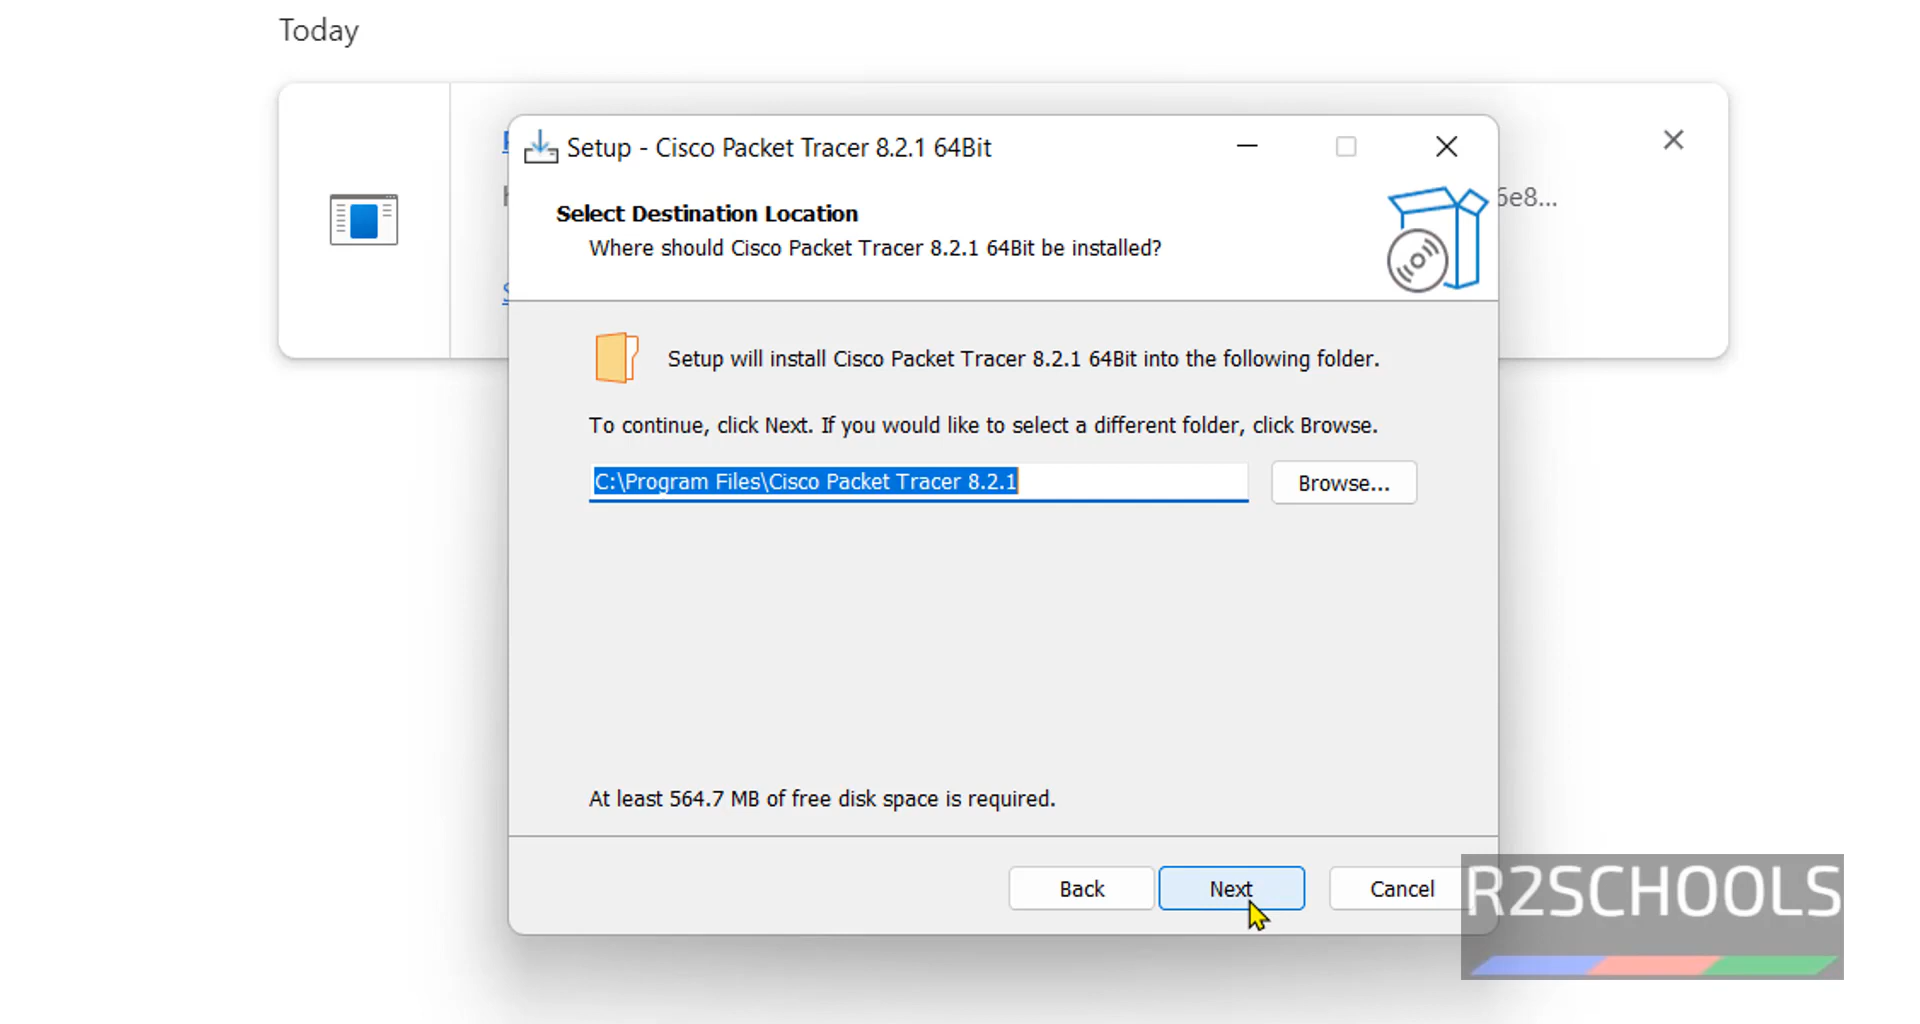 Today
Setup - Cisco Packet Tracer 8.2.1 64Bit
Select Destination Location
6e8...
Where should Cisco Packet Tracer 8.2.1 64Bit be installed?
Setup will install Cisco Packet Tracer 8.2.1 64Bit into the following folder.
To continue, click Next. If you would like to select a different folder, click Browse.
C:\Program Files\Cisco Packet Tracer 8.2.1
Browse...
At least 564.7 MB of free disk space is required.
Back Next Cancel
R2SCHOOLS